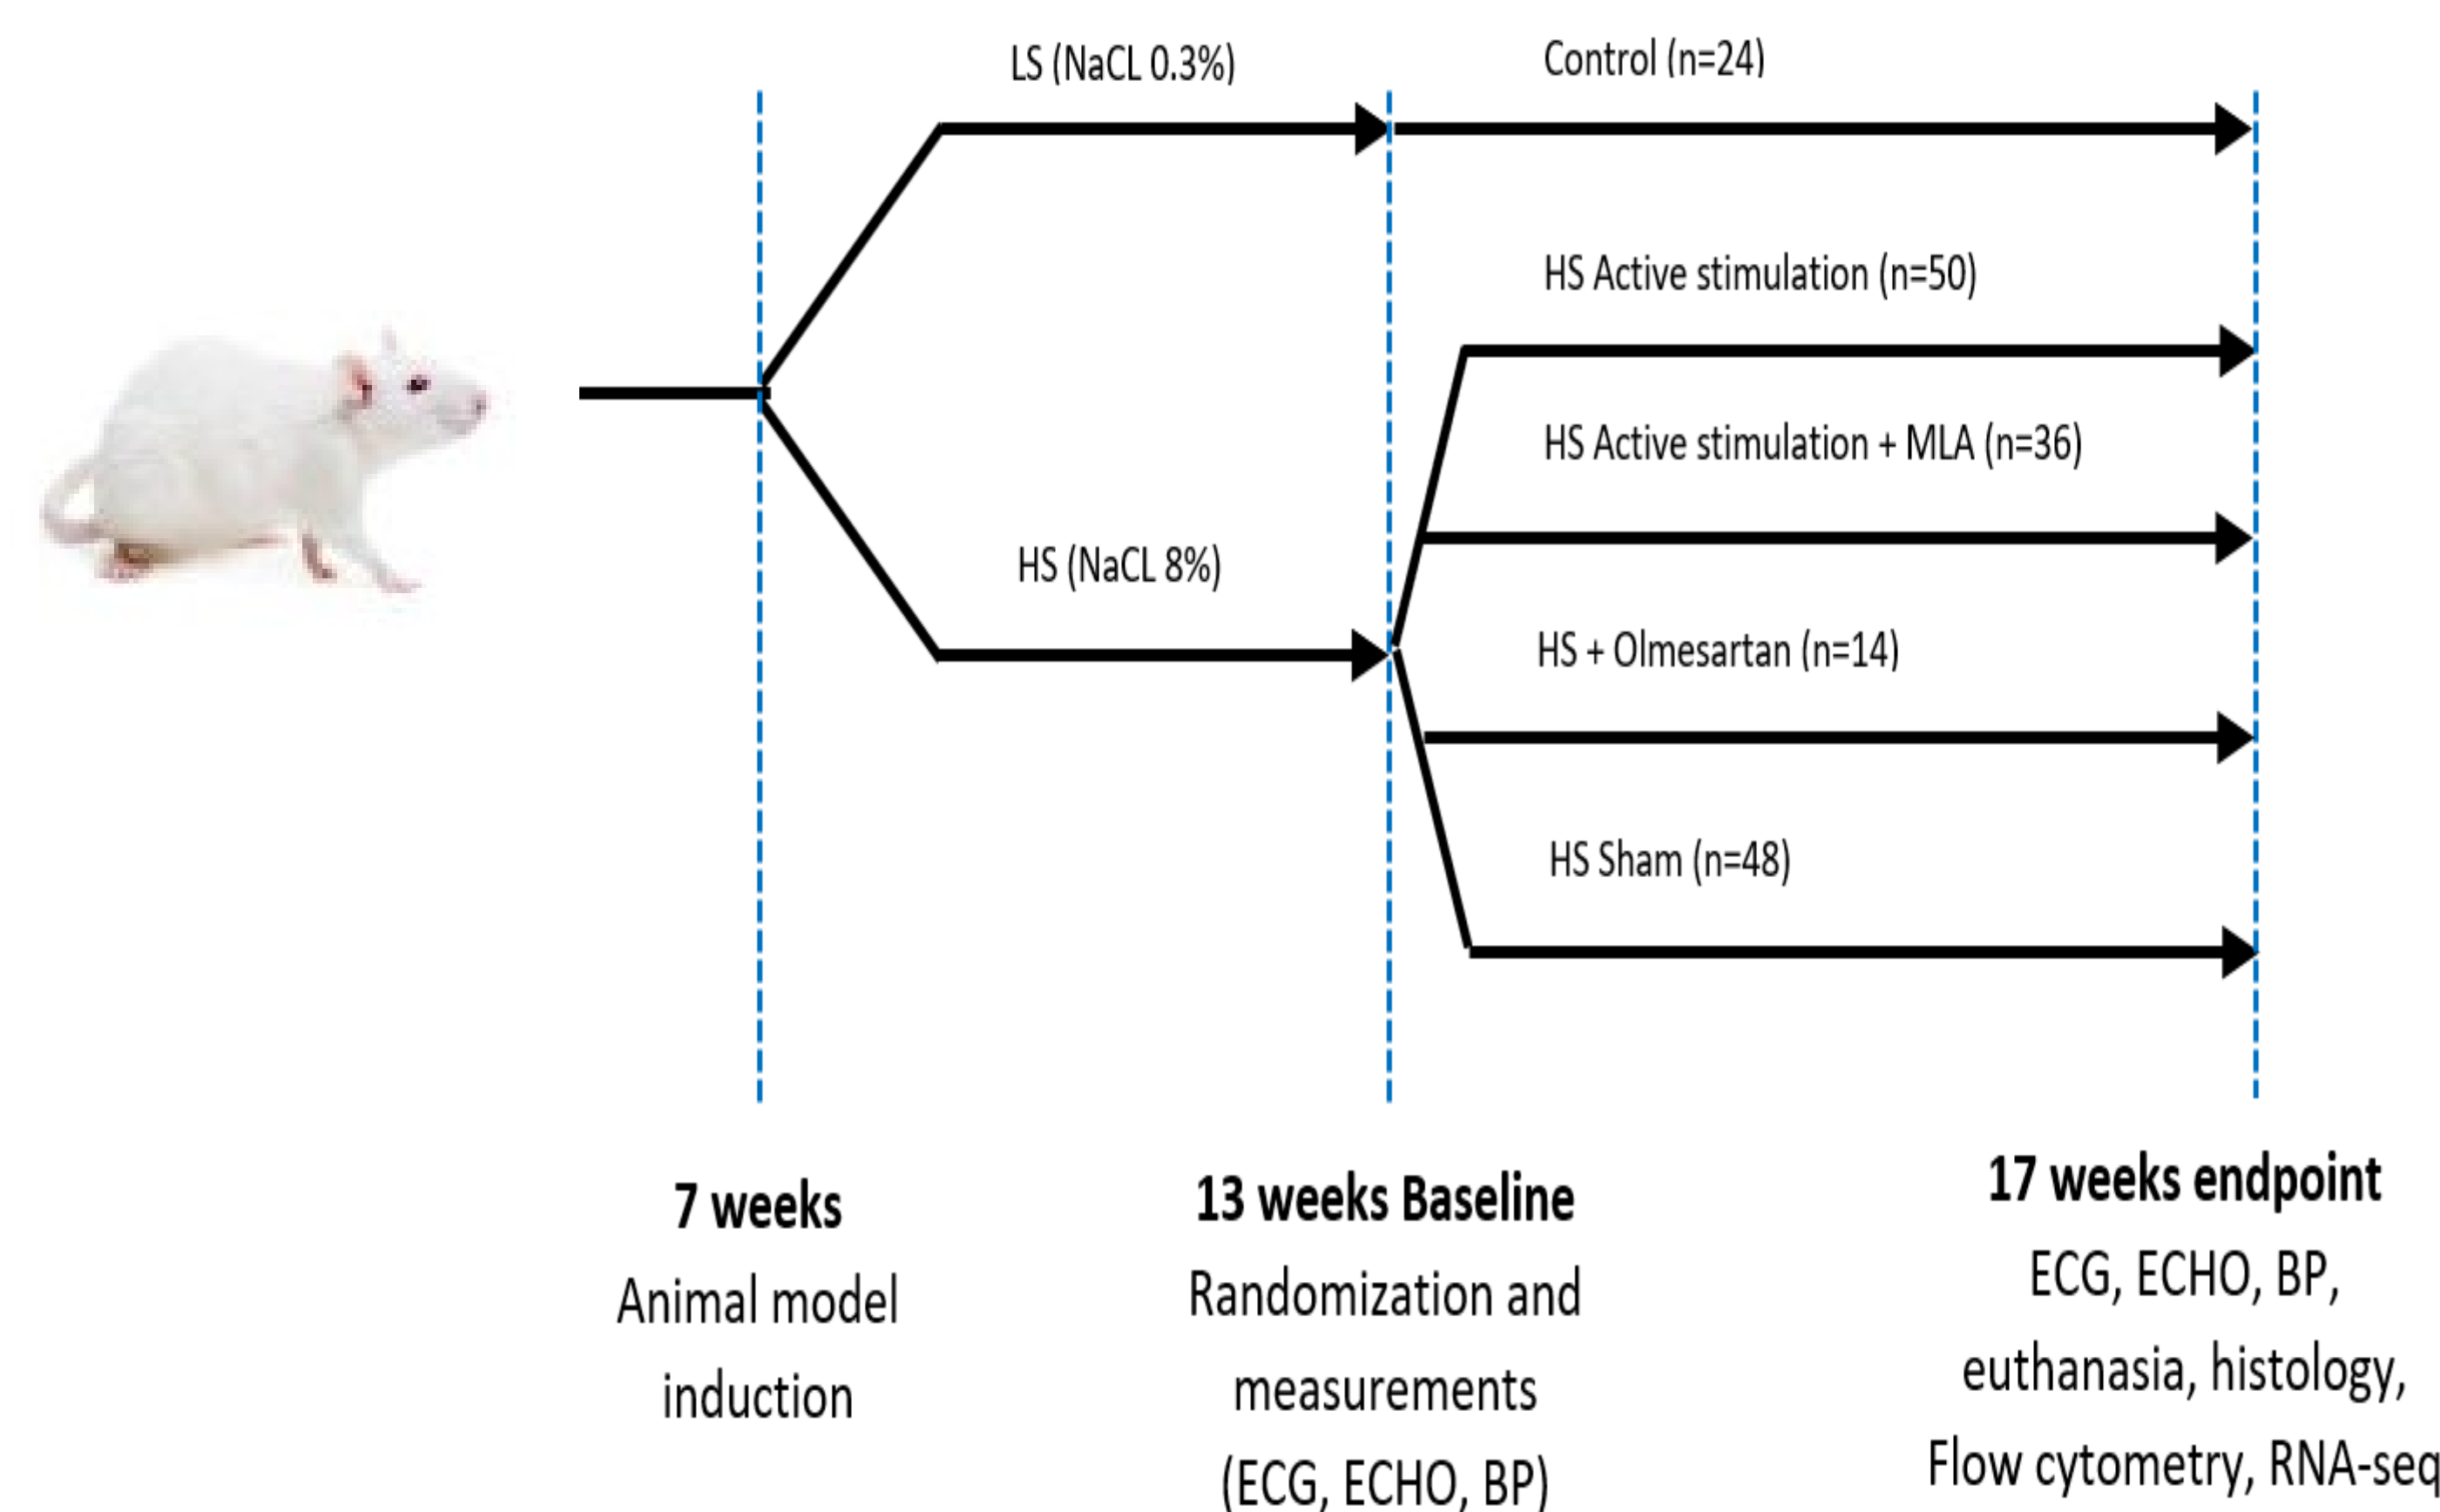 LS (NaCL 0.3%)
Control (n=24)
HS Active stimulation (n=50)
HS Active stimulation + MLA (n=36)
HS (NaCL 8%)
HS + Olmesartan (n=14)
HS Sham (n=48)
7 weeks
Animal model
induction
13 weeks Baseline
Randomization and
measurements
(ECG, ECHO, BP)
17 weeks endpoint
ECG, ECHO, BP,
euthanasia, histology,
Flow cytometry, RNA-seq